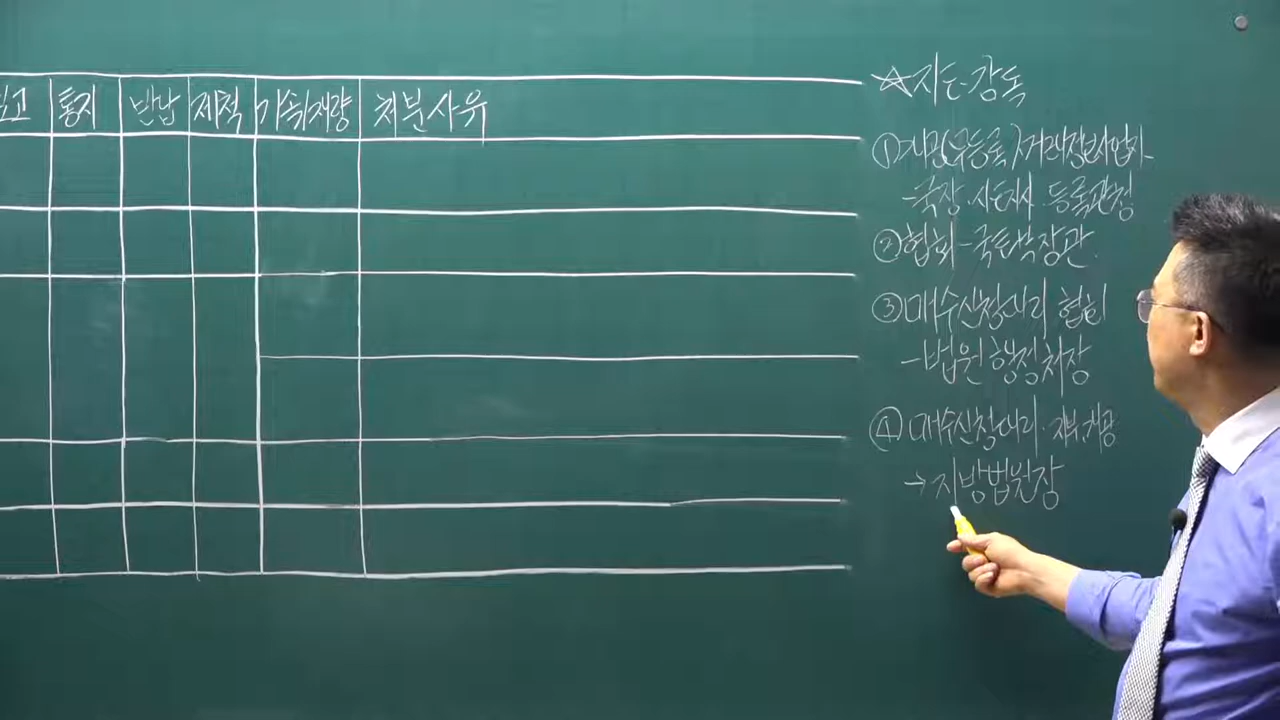 통지 반납 제척 기속/재량 처분사유
☆지도·감독
①개공(무등록)거래정보사업자
-국장·시·도지사·등록관청
②협회-국토부장관
③매수신청대리 협회
-법원행정처장
④매수신청대리·지부,개공
→지방법원장